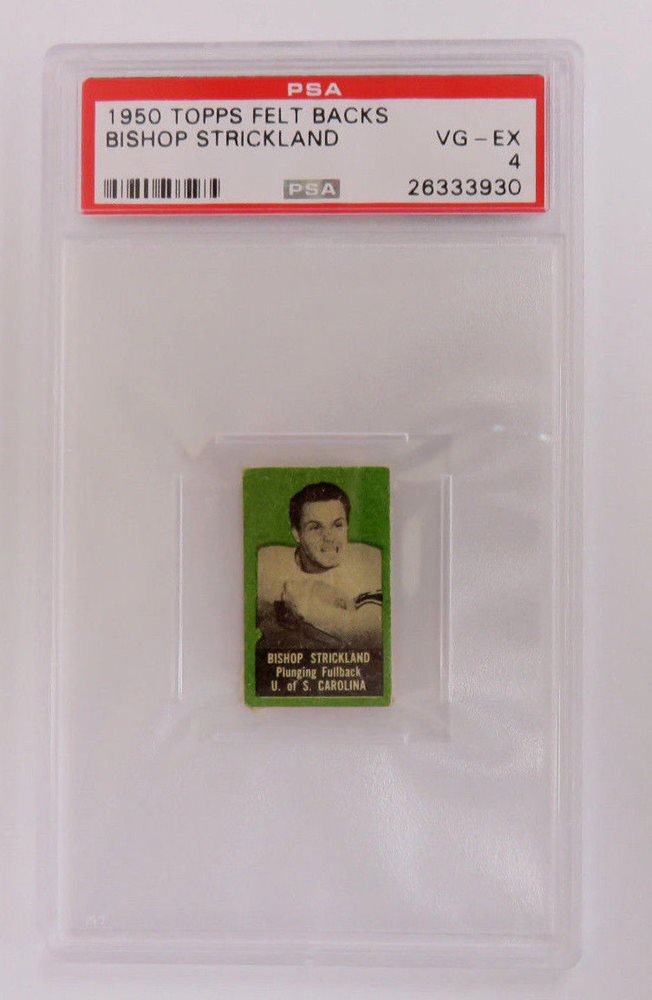 PSA
1950 TOPPS FELT BACKS
BISHOP STRICKLAND VG-EX
4
PSA 26333930
BISHOP STRICKLAND
Plunging Fullback
U. of S. CAROLINA